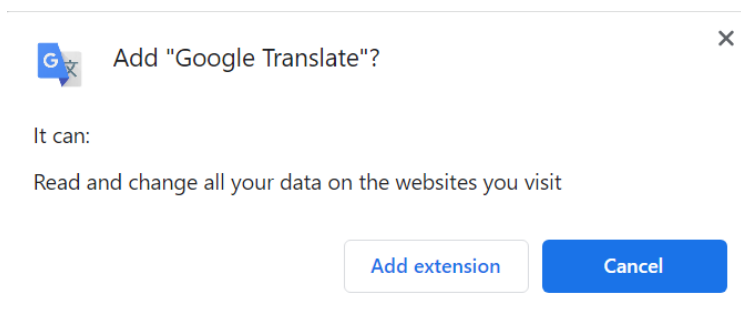 G 文
Add "Google Translate"?
It can:
Read and change all your data on the websites you visit
Add extension
Cancel